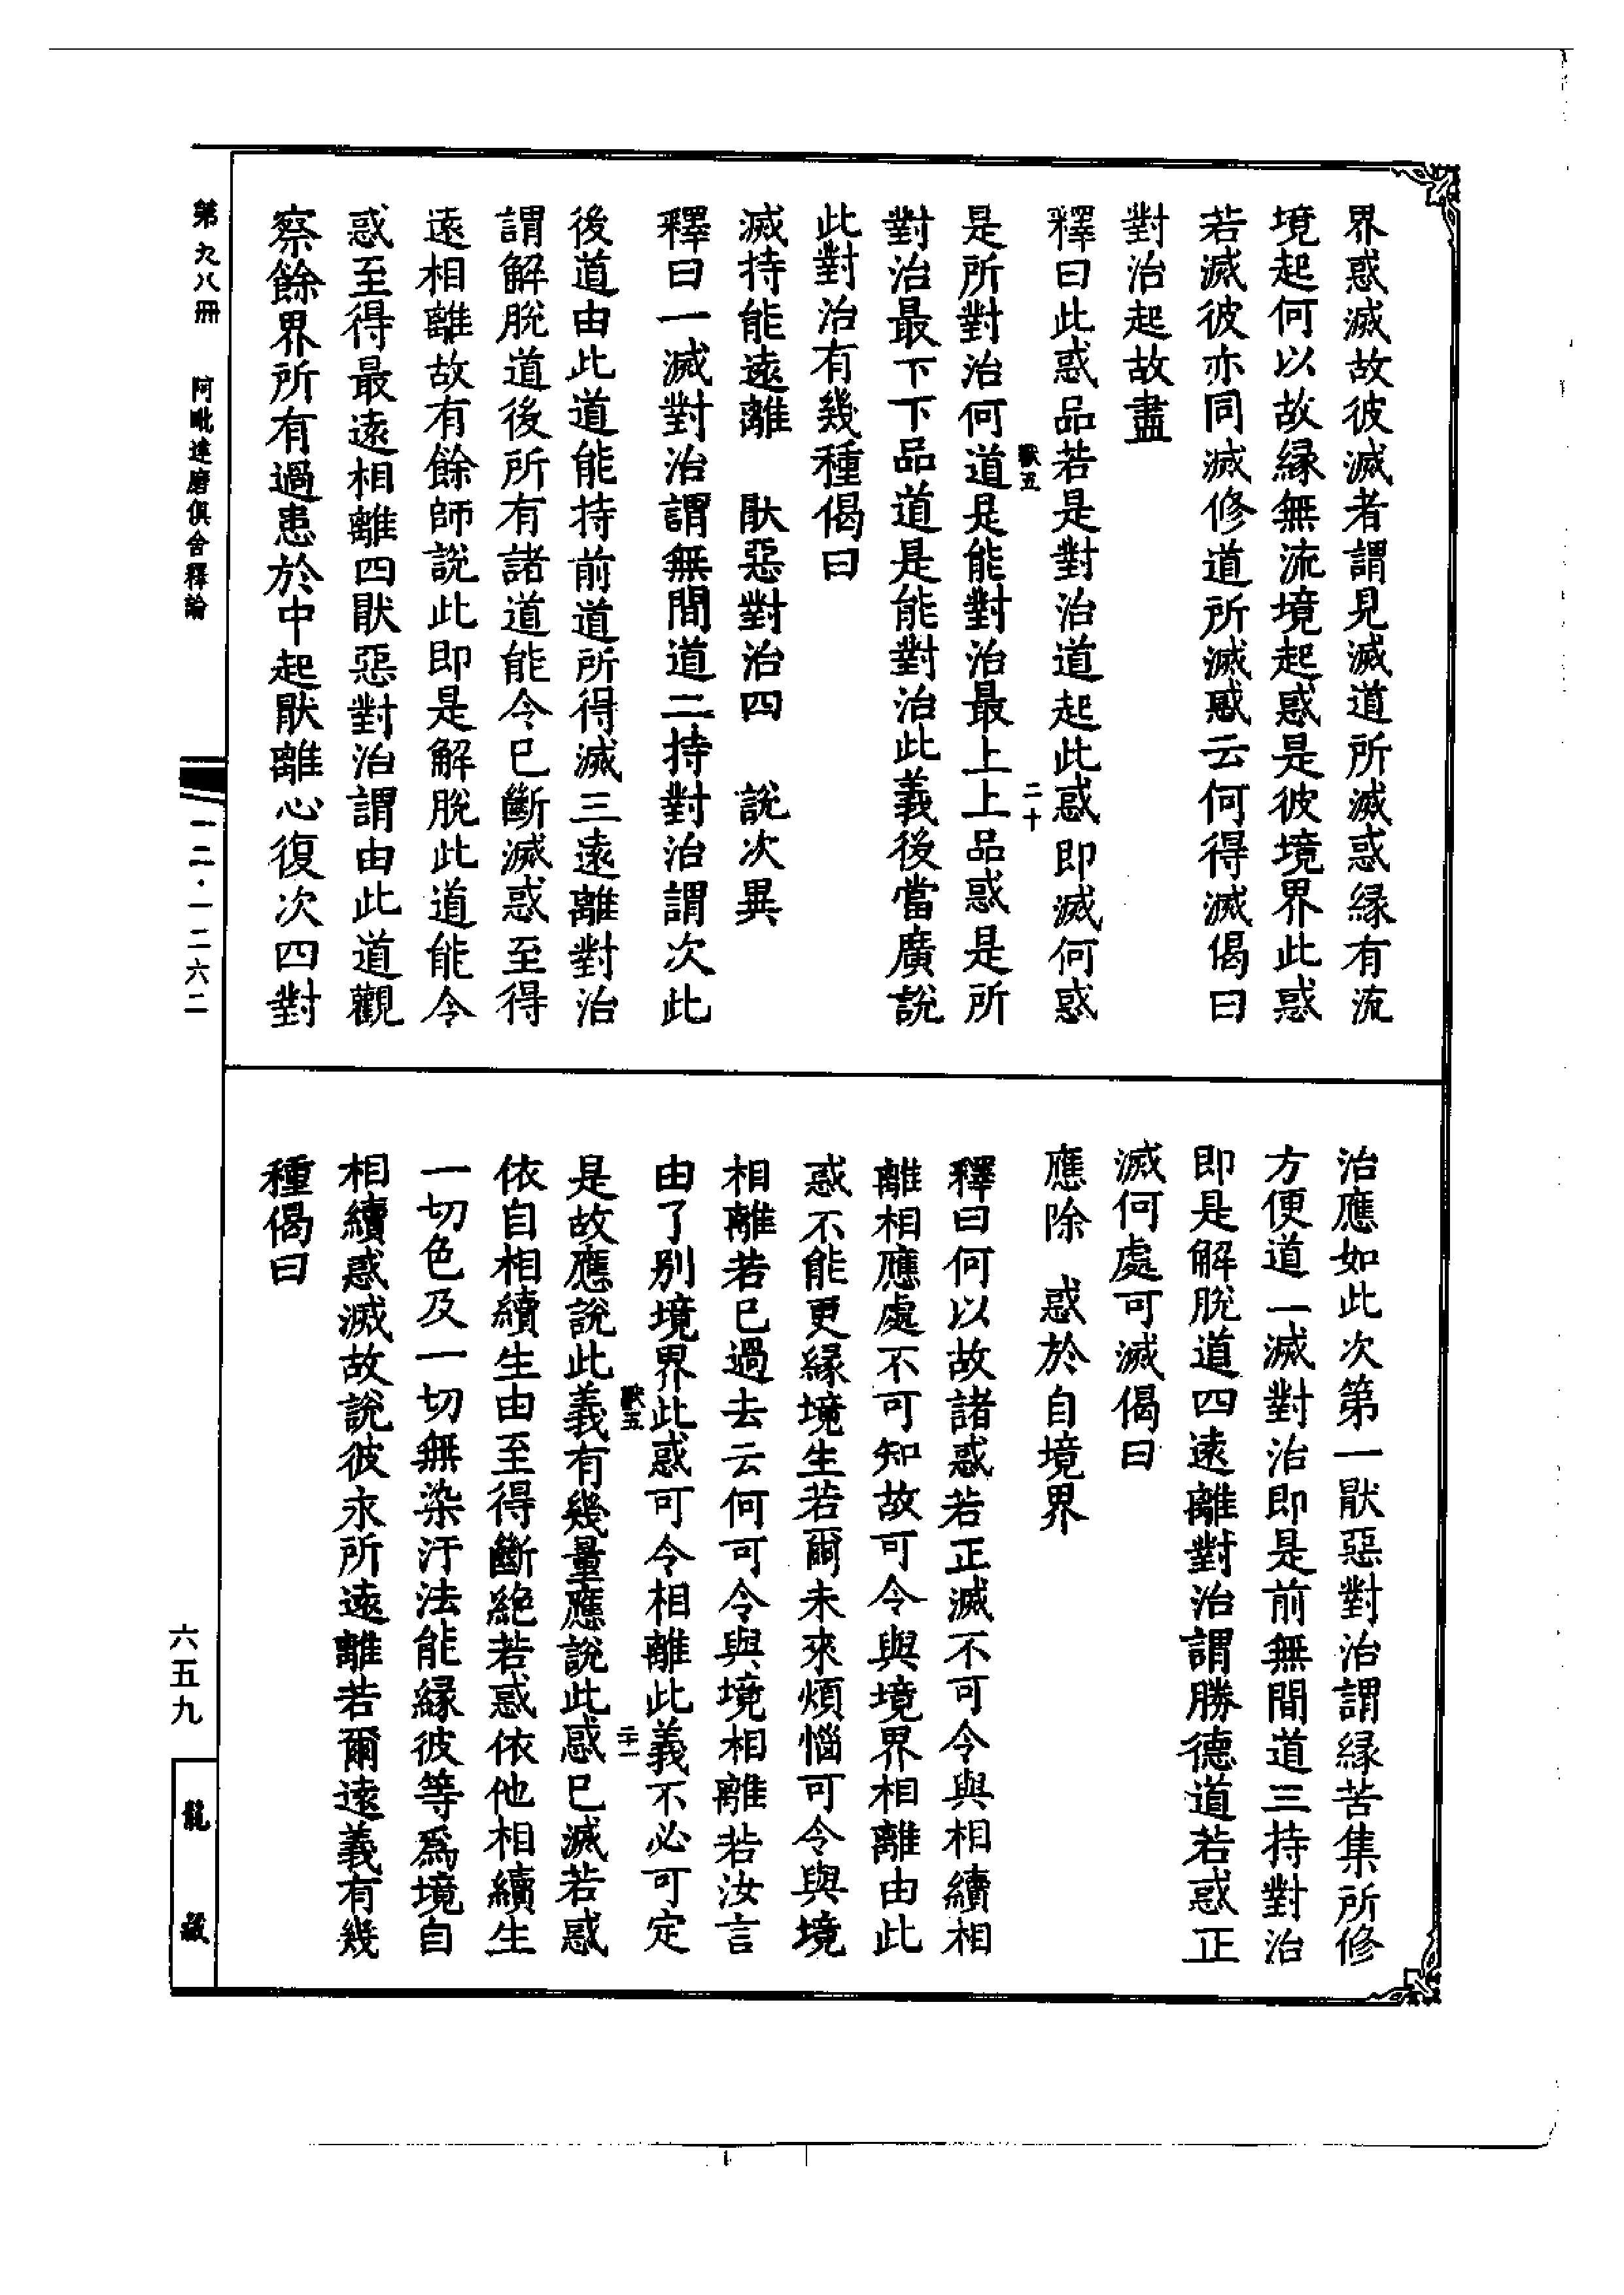 界惑滅故彼滅者謂見滅道所滅惑緣有流
境起何以故緣無流境起惑是彼境界此惑
若滅彼亦同滅修道所滅惑云何得滅偈曰
對治起故盡
釋曰此惑品若是對治道起此惑即滅何惑
是所對治何道是能對治最上上品惑是所
對治最下下品道是能對治此義後當廣說
此對治有幾種偈曰
滅持能遠離　猒惡對治四　說次異
釋曰一滅對治謂無間道二持對治謂次此
後道由此道能持前道所得滅三遠離對治
謂解脫道後所有諸道能令已斷滅惑至得
遠相離故有餘師說此即是解脫此道能令
惑至得最遠相離四猒惡對治謂由此道觀
察餘界所有過患於中起猒離心復次四對
二十
第九八冊　阿毗達磨俱舍釋論
一二·一二六二
治應如此次第一猒惡對治謂緣苦集所修
方便道一滅對治即是前無間道三持對治
即是解脫道四遠離對治謂勝德道若惑正
滅何處可滅偈曰
應除　惑於自境界
釋曰何以故諸惑若正滅不可令與相續相
離相應處不可知故可令與境界相離由此
惑不能更緣境生若爾未來煩惱可令與境
相離若已過去云何可令與境相離若汝言
由了別境界此惑可令相離此義不必可定
是故應說此義有幾量應說此惑已滅若惑
依自相續生由至得斷絕若惑依他相續生
一切色及一切無染汙法能緣彼等為境自
相續惑滅故說彼永所遠離若爾遠義有幾
種偈曰
二十一
六五九
龍藏